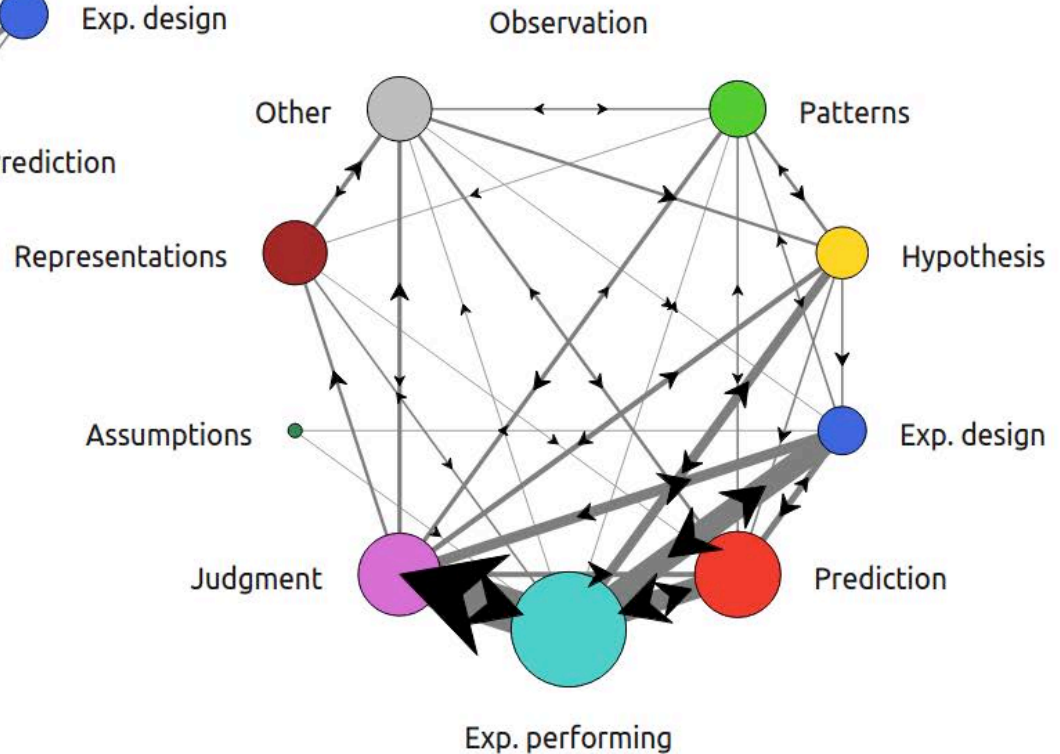 Exp. design
Observation
Other
Patterns
rediction
Representations
Hypothesis
Assumptions
Exp. design
Judgment
Prediction
Exp. performing